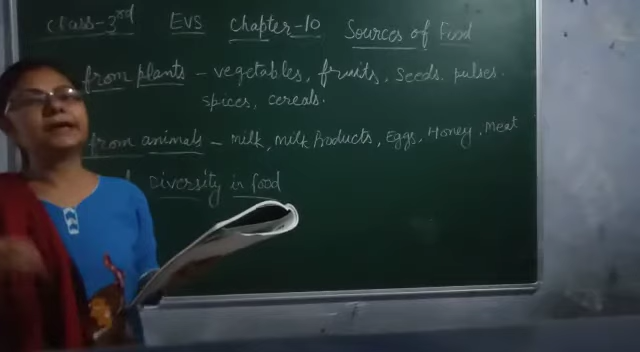 Class-3rd EVS Chapter-10 Sources of Food
from plants - vegetables, fruits, seeds. pulses.
spices, cereals.
from animals - milk, milk Products, Eggs, Honey, Meat
Diversity in food